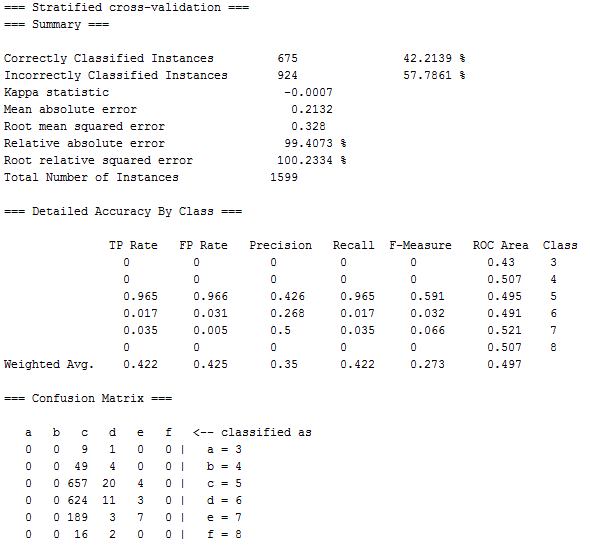 === Stratified cross-validation ===
=== Summary ===
Correctly Classified Instances 675 42.2139 %
Incorrectly Classified Instances 924 57.7861 %
Kappa statistic -0.0007
Mean absolute error 0.2132
Root mean squared error 0.328
Relative absolute error 99.4073 %
Root relative squared error 100.2334 %
Total Number of Instances 1599
=== Detailed Accuracy By Class ===
TP Rate FP Rate Precision Recall F-Measure ROC Area Class
0 0 0 0 0 0.43 3
0 0 0 0 0 0.507 4
0.965 0.966 0.426 0.965 0.591 0.495 5
0.017 0.031 0.268 0.017 0.032 0.491 6
0.035 0.005 0.5 0.035 0.066 0.521 7
0 0 0 0 0 0.507 8
Weighted Avg. 0.422 0.425 0.35 0.422 0.273 0.497
=== Confusion Matrix ===
a b c d e f <-- classified as
0 0 9 1 0 0 | a = 3
0 0 49 4 0 0 | b = 4
0 0 657 20 4 0 | c = 5
0 0 624 11 3 0 | d = 6
0 0 189 3 7 0 | e = 7
0 0 16 2 0 0 | f = 8